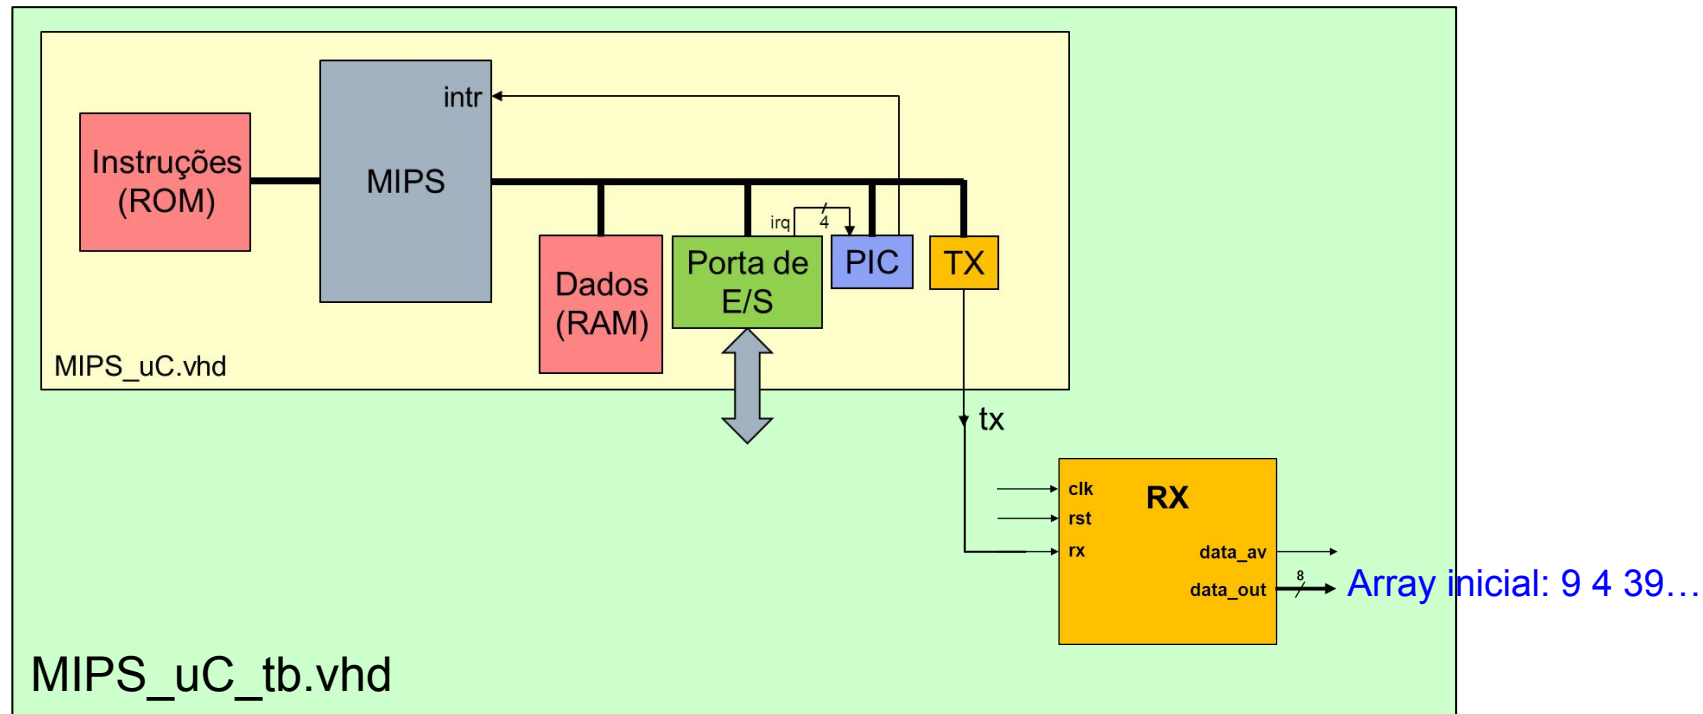 intr
Instruções
(ROM)
MIPS
irq
4
Porta de
E/S
PIC
TX
Dados
(RAM)
MIPS_uC.vhd
tx
clk
RX
rst
rx
data_av
data_out
8
Array inicial: 9 4 39…
MIPS_uC_tb.vhd